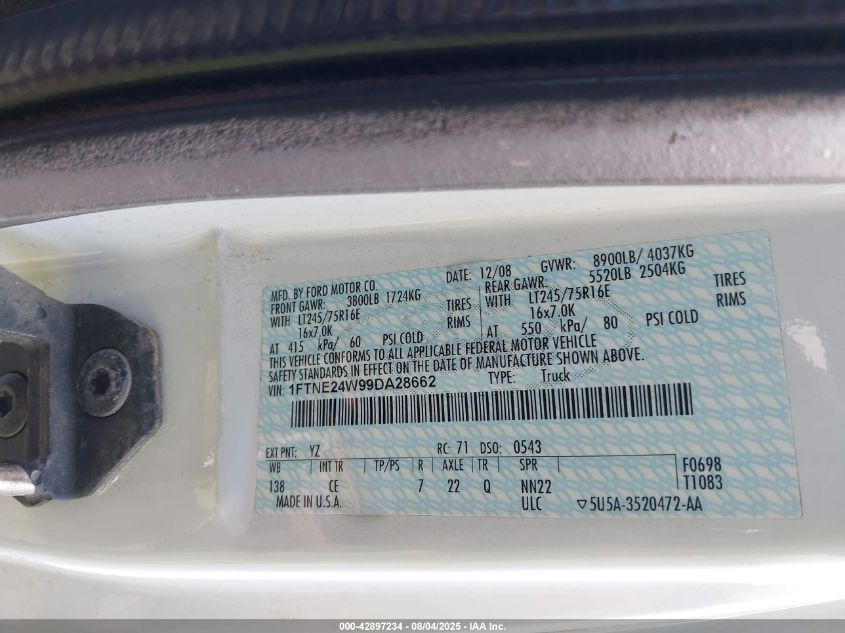 MFD. BY FORD MOTOR CO. DATE: 12/08 GVWR: 8900LB/ 4037KG
FRONT GAWR: 3800LB 1724KG REAR GAWR: 5520LB 2504KG
WITH LT245/75R16E TIRES WITH LT245/75R16E TIRES
16x7.0K RIMS 16x7.0K RIMS
AT 415 kPa/ 60 PSI COLD AT 550 kPa/ 80 PSI COLD
THIS VEHICLE CONFORMS TO ALL APPLICABLE FEDERAL MOTOR VEHICLE
SAFETY STANDARDS IN EFFECT ON THE DATE OF MANUFACTURE SHOWN ABOVE.
VIN: 1FTNE24W99DA28662 TYPE: Truck
EXT PNT: YZ RC: 71 DSO: 0543
WB INT TR TP/PS R AXLE TR SPR F0698
138 CE 7 22 Q NN22 T1083
MADE IN U.S.A. ULC ▽5U5A-3520472-AA
000-42897234 - 08/04/2025 - IAA Inc.